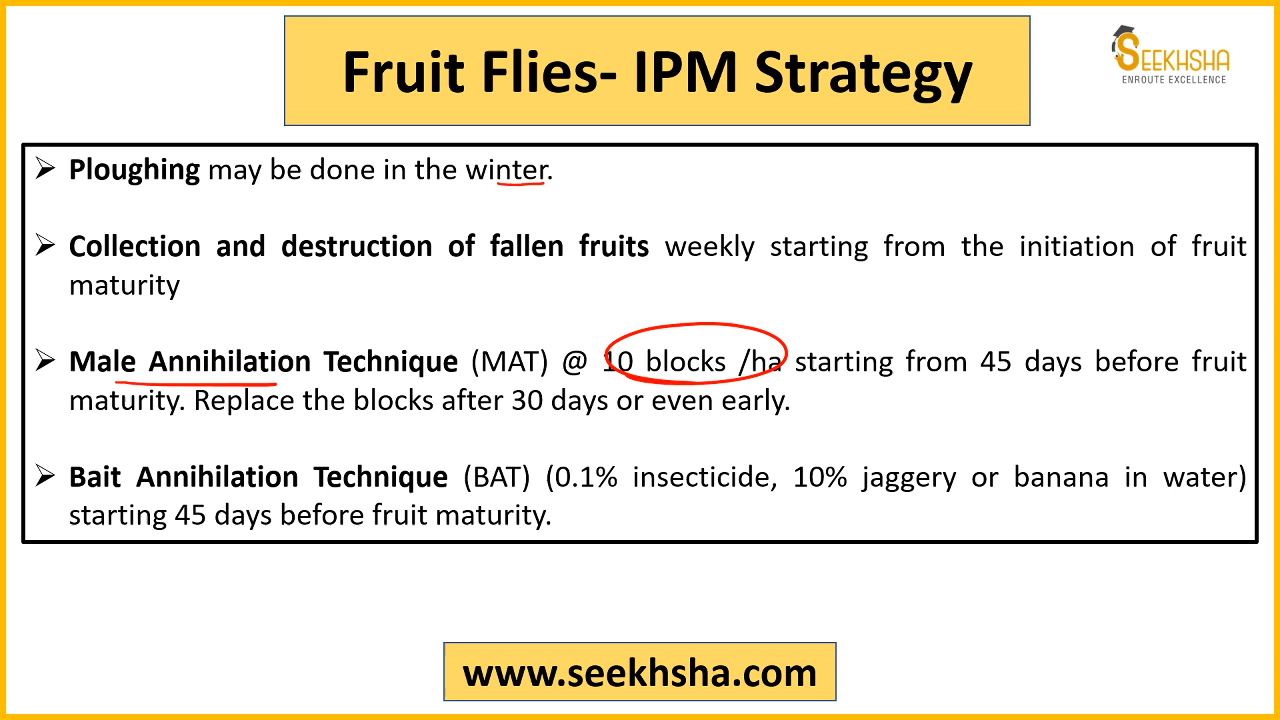 Fruit Flies- IPM Strategy
SEEKHSHA
ENROUTE EXCELLENCE
➢ Ploughing may be done in the winter.
➢ Collection and destruction of fallen fruits weekly starting from the initiation of fruit
maturity
➢ Male Annihilation Technique (MAT) @ 10 blocks /ha starting from 45 days before fruit
maturity. Replace the blocks after 30 days or even early.
➢ Bait Annihilation Technique (BAT) (0.1% insecticide, 10% jaggery or banana in water)
starting 45 days before fruit maturity.
www.seekhsha.com